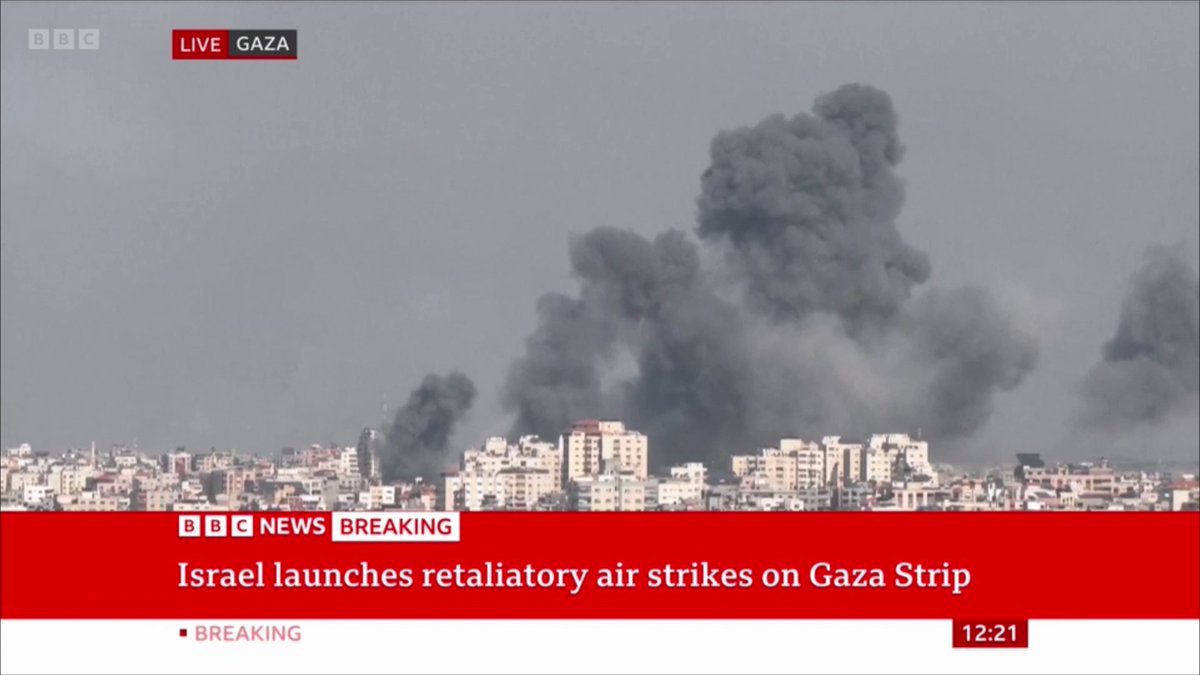 BBC
LIVE GAZA
BBC NEWS BREAKING
Israel launches retaliatory air strikes on Gaza Strip
BREAKING
12:21